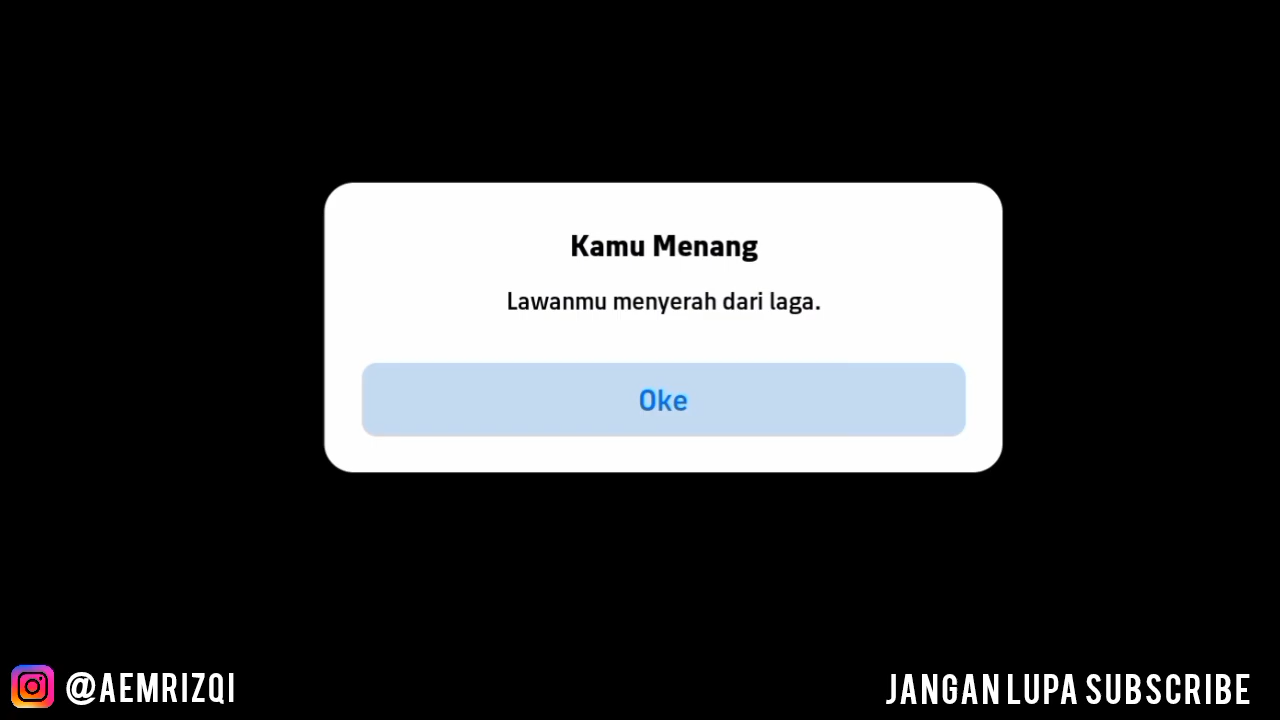 Kamu Menang
Lawanmu menyerah dari laga.
Oke
@AEMRIZQI
JANGAN LUPA SUBSCRIBE